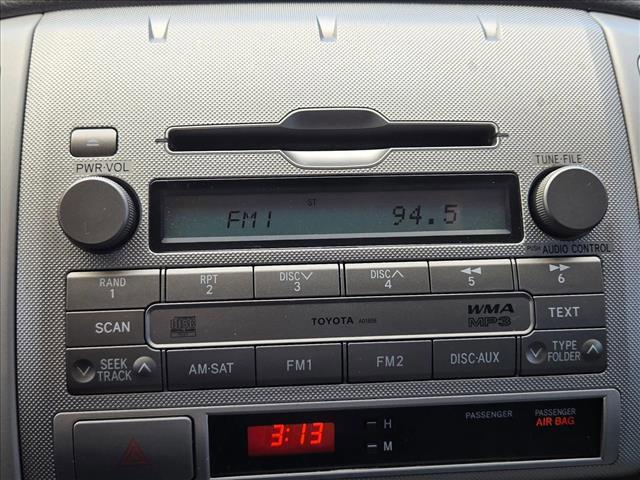 PWR·VOL
TUNE·FILE
ST
FM1 94.5
PUSH AUDIO CONTROL
RAND 1
RPT 2
DISC 3
DISC 4
5
6
SCAN
TOYOTA
WMA
MP3
TEXT
SEEK TRACK
AM·SAT
FM1
FM2
DISC·AUX
TYPE FOLDER
3:13
H
M
PASSENGER
PASSENGER
AIR BAG